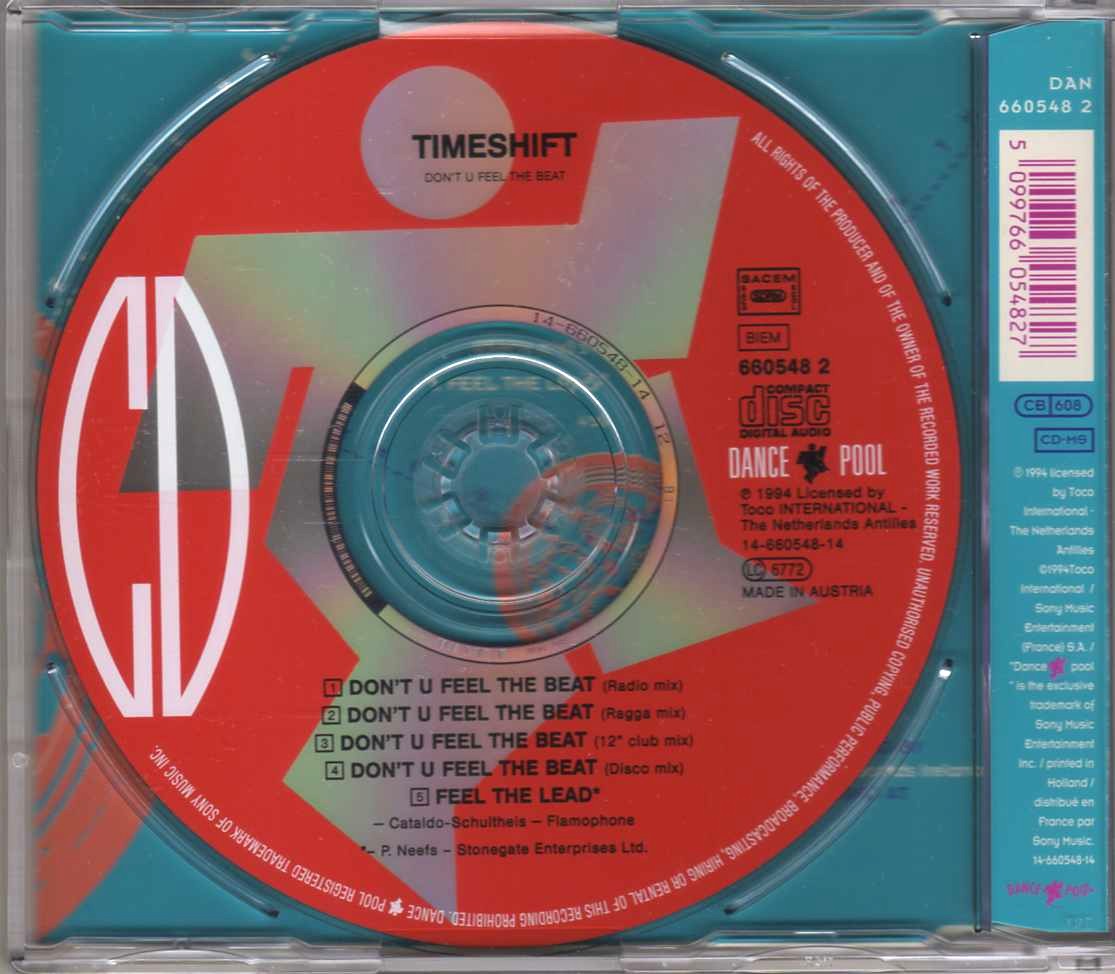 TIMESHIFT
DON'T U FEEL THE BEAT
CD
SACEM
BIEM
660548 2
COMPACT
disc
DIGITAL AUDIO
DANCE POOL
℗ 1994 Licensed by
Toco INTERNATIONAL -
The Netherlands Antilles
14-660548-14
LC 6772
MADE IN AUSTRIA
14-660548-14 12
1 DON'T U FEEL THE BEAT (Radio mix)
2 DON'T U FEEL THE BEAT (Ragga mix)
3 DON'T U FEEL THE BEAT (12" club mix)
4 DON'T U FEEL THE BEAT (Disco mix)
5 FEEL THE LEAD*
– Cataldo-Schultheis – Flamophone
*– P. Neefs – Stonegate Enterprises Ltd.
ALL RIGHTS OF THE PRODUCER AND OF THE OWNER OF THE RECORDED WORK RESERVED. UNAUTHORISED COPYING, PUBLIC PERFORMANCE, BROADCASTING, HIRING OR RENTAL OF THIS RECORDING PROHIBITED. DANCE POOL REGISTERED TRADEMARK OF SONY MUSIC INC.
DAN
660548 2
5 099766 054827
CB 608
CD-MS
℗ 1994 licensed
by Toco
International -
The Netherlands
Antilles
©1994Toco
International /
Sony Music
Entertainment
(France) S.A. /
"Dance pool
" is the exclusive
trademark of
Sony Music
Entertainment
Inc. / printed in
Holland /
distribué en
France par
Sony Music.
14-660548-14
DANCE POOL